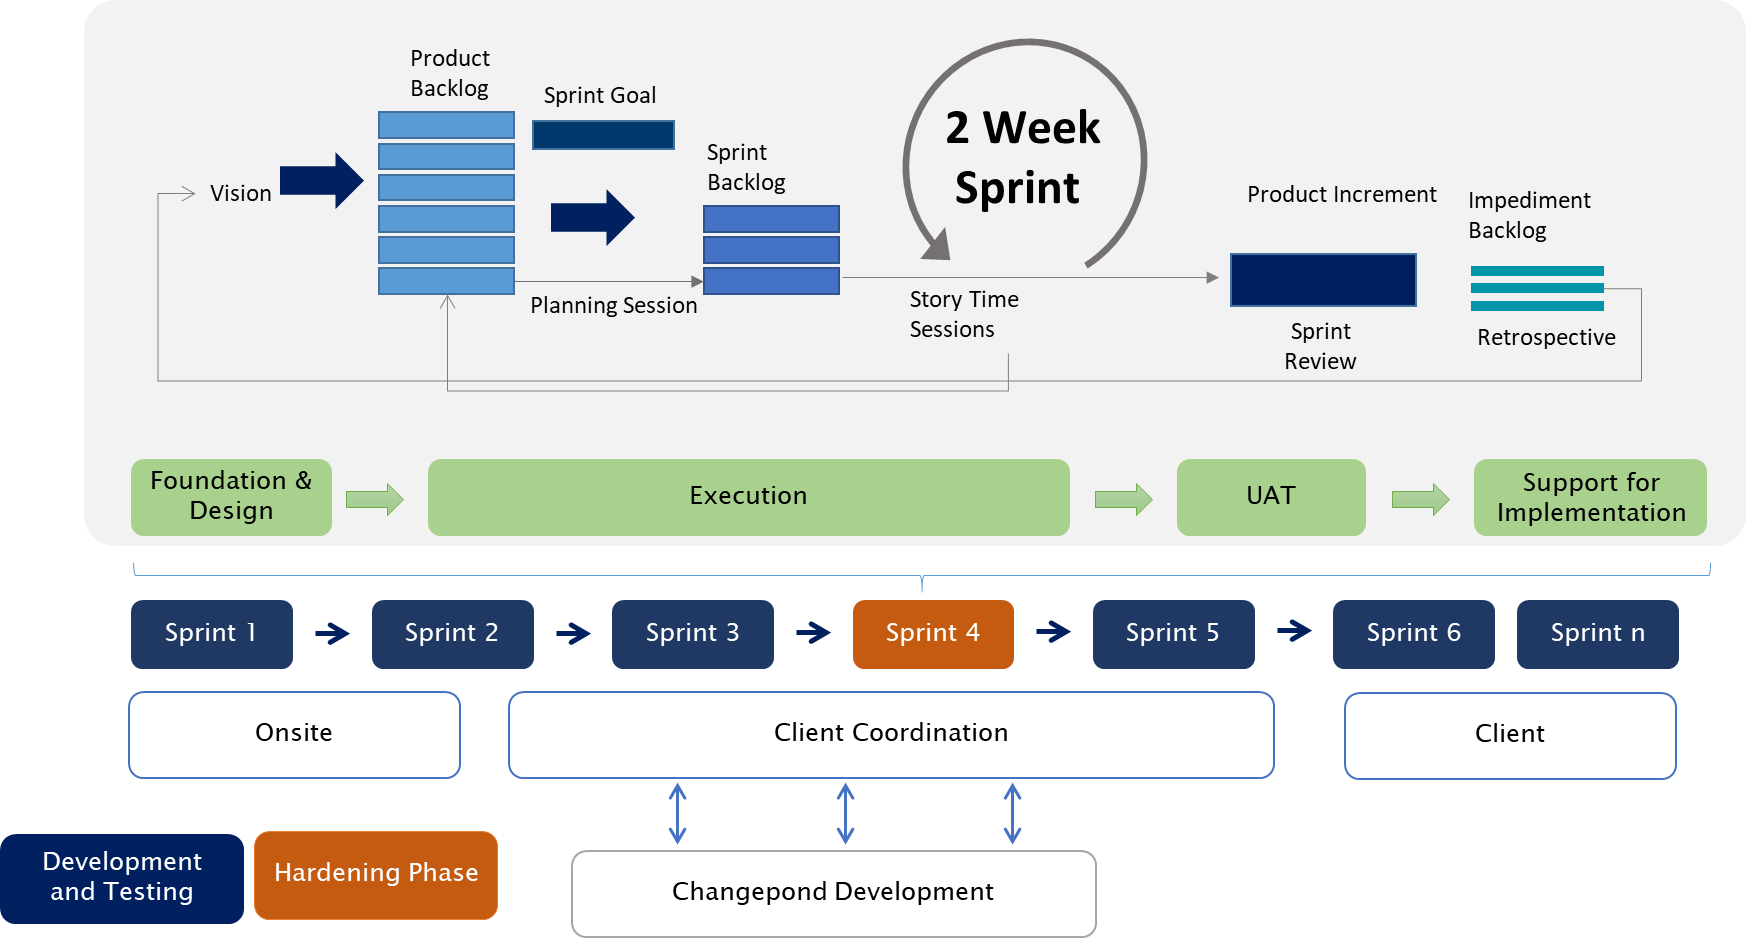 Product
Backlog
Sprint Goal
Sprint
Backlog
2 Week
Sprint
Vision
Product Increment
Impediment
Backlog
Planning Session
Story Time
Sessions
Sprint
Review
Retrospective
Foundation &
Design
Execution
UAT
Support for
Implementation
Sprint 1
Sprint 2
Sprint 3
Sprint 4
Sprint 5
Sprint 6
Sprint n
Onsite
Client Coordination
Client
Development
and Testing
Hardening Phase
Changepond Development